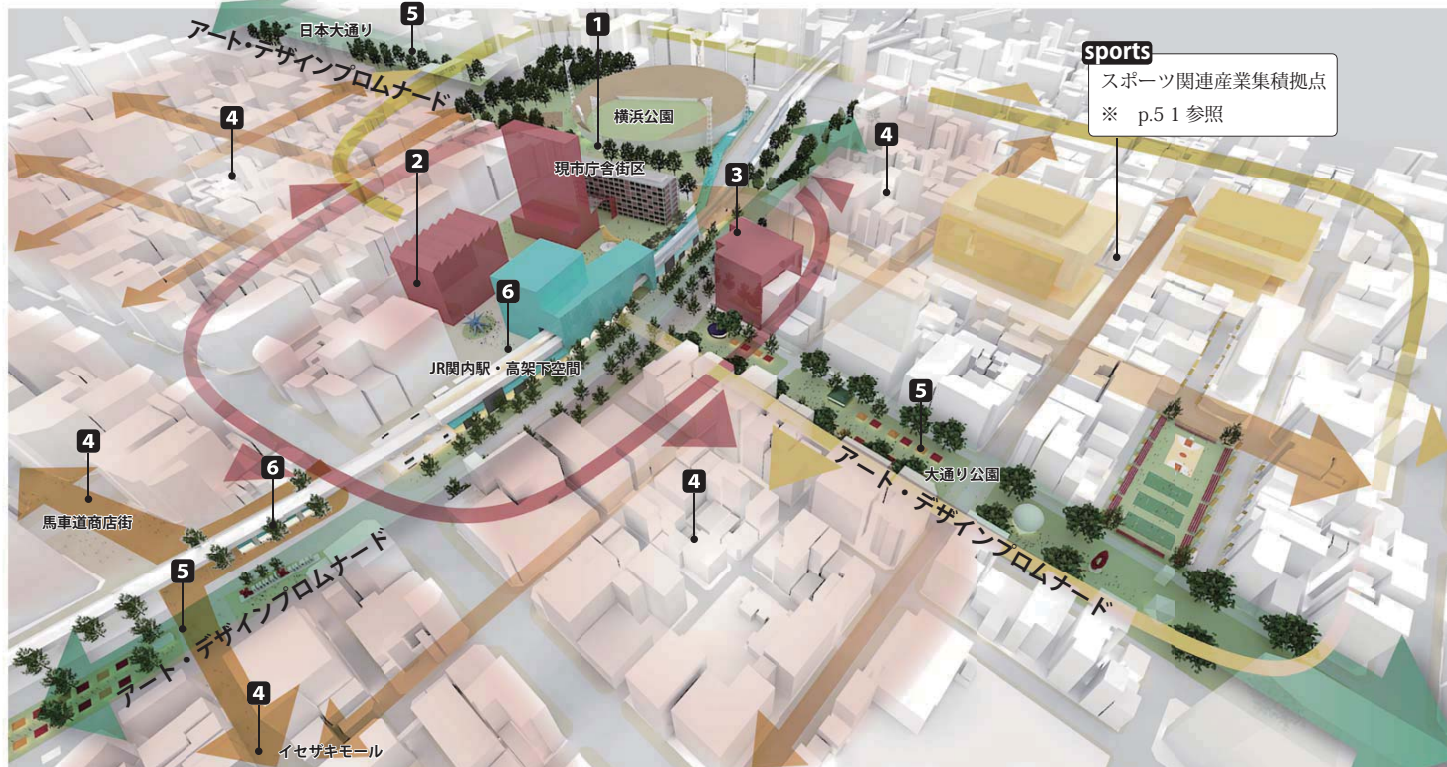 5
日本大通り
アート・デザインプロムナード
1
横浜公園
sports
スポーツ関連産業集積拠点
※　p.5 1 参照
4
4
2
現市庁舎街区
3
6
JR関内駅・高架下空間
5
大通り公園
アート・デザインプロムナード
4
馬車道商店街
6
4
5
アート・デザインプロムナード
4
イセザキモール